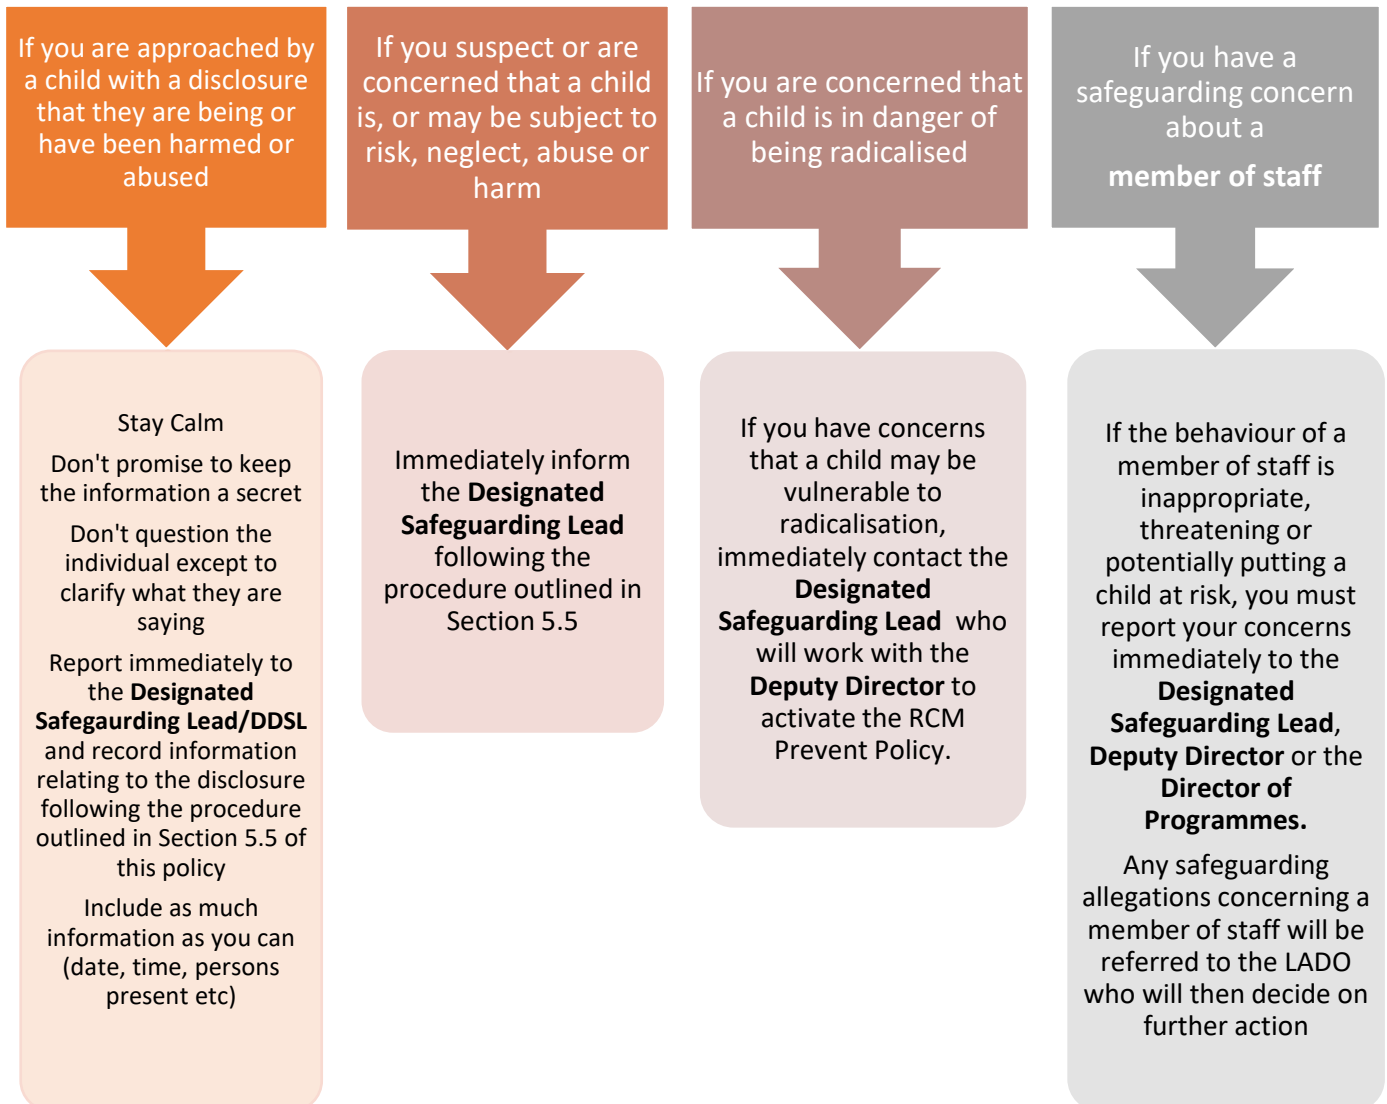 If you are approached by
a child with a disclosure
that they are being or
have been harmed or
abused
If you suspect or are
concerned that a child
is, or may be subject to
risk, neglect, abuse or
harm
If you are concerned that
a child is in danger of
being radicalised
If you have a
safeguarding concern
about a
member of staff
Stay Calm
Don't promise to keep
the information a secret
Don't question the
individual except to
clarify what they are
saying
Report immediately to
the Designated
Safegaurding Lead/DDSL
and record information
relating to the disclosure
following the procedure
outlined in Section 5.5 of
this policy
Include as much
information as you can
(date, time, persons
present etc)
Immediately inform
the Designated
Safeguarding Lead
following the
procedure outlined in
Section 5.5
If you have concerns
that a child may be
vulnerable to
radicalisation,
immediately contact the
Designated
Safeguarding Lead who
will work with the
Deputy Director to
activate the RCM
Prevent Policy.
If the behaviour of a
member of staff is
inappropriate,
threatening or
potentially putting a
child at risk, you must
report your concerns
immediately to the
Designated
Safeguarding Lead,
Deputy Director or the
Director of
Programmes.
Any safeguarding
allegations concerning a
member of staff will be
referred to the LADO
who will then decide on
further action